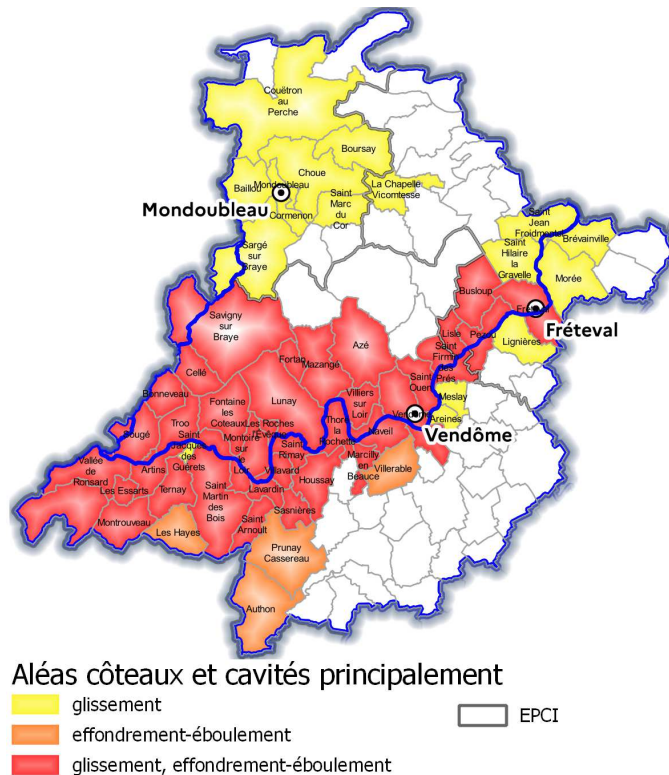 Couëtron
au
Perche
Boursay
Choue
Baillou
Mondoubleau
La Chapelle
Vicomtesse
Saint
Marc
du
Cor
Mondoubleau
Cormenon
Saint
Jean
Froidmentel
Brévainville
Sargé
sur
Braye
Saint
Hilaire
la
Gravelle
Morée
Busloup
Savigny
sur
Braye
Fréteval
Lisle
Pezou
Lignières
Azé
Saint
Firmin
des
Prés
Fortan
Mazangé
Cellé
Saint
Ouen
Meslay
Bonneveau
Fontaine
les
Coteaux
Lunay
Villiers
sur
Loir
Vendôme
Areines
Vendôme
Troo
Les Roches
l'Évêque
Thoré
la
Rochette
Naveil
Sougé
Saint
Jacques
des
Guérets
Montoire
sur
le
Loir
Saint
Rimay
Marcilly
en
Beauce
Villerable
Vallée
de
Ronsard
Artins
Villavard
Houssay
Les Essarts
Ternay
Saint
Martin
des
Bois
Lavardin
Sasnières
Montrouveau
Les Hayes
Saint
Arnoult
Prunay
Cassereau
Authon
Aléas côteaux et cavités principalement
glissement
EPCI
effondrement-éboulement
glissement, effondrement-éboulement